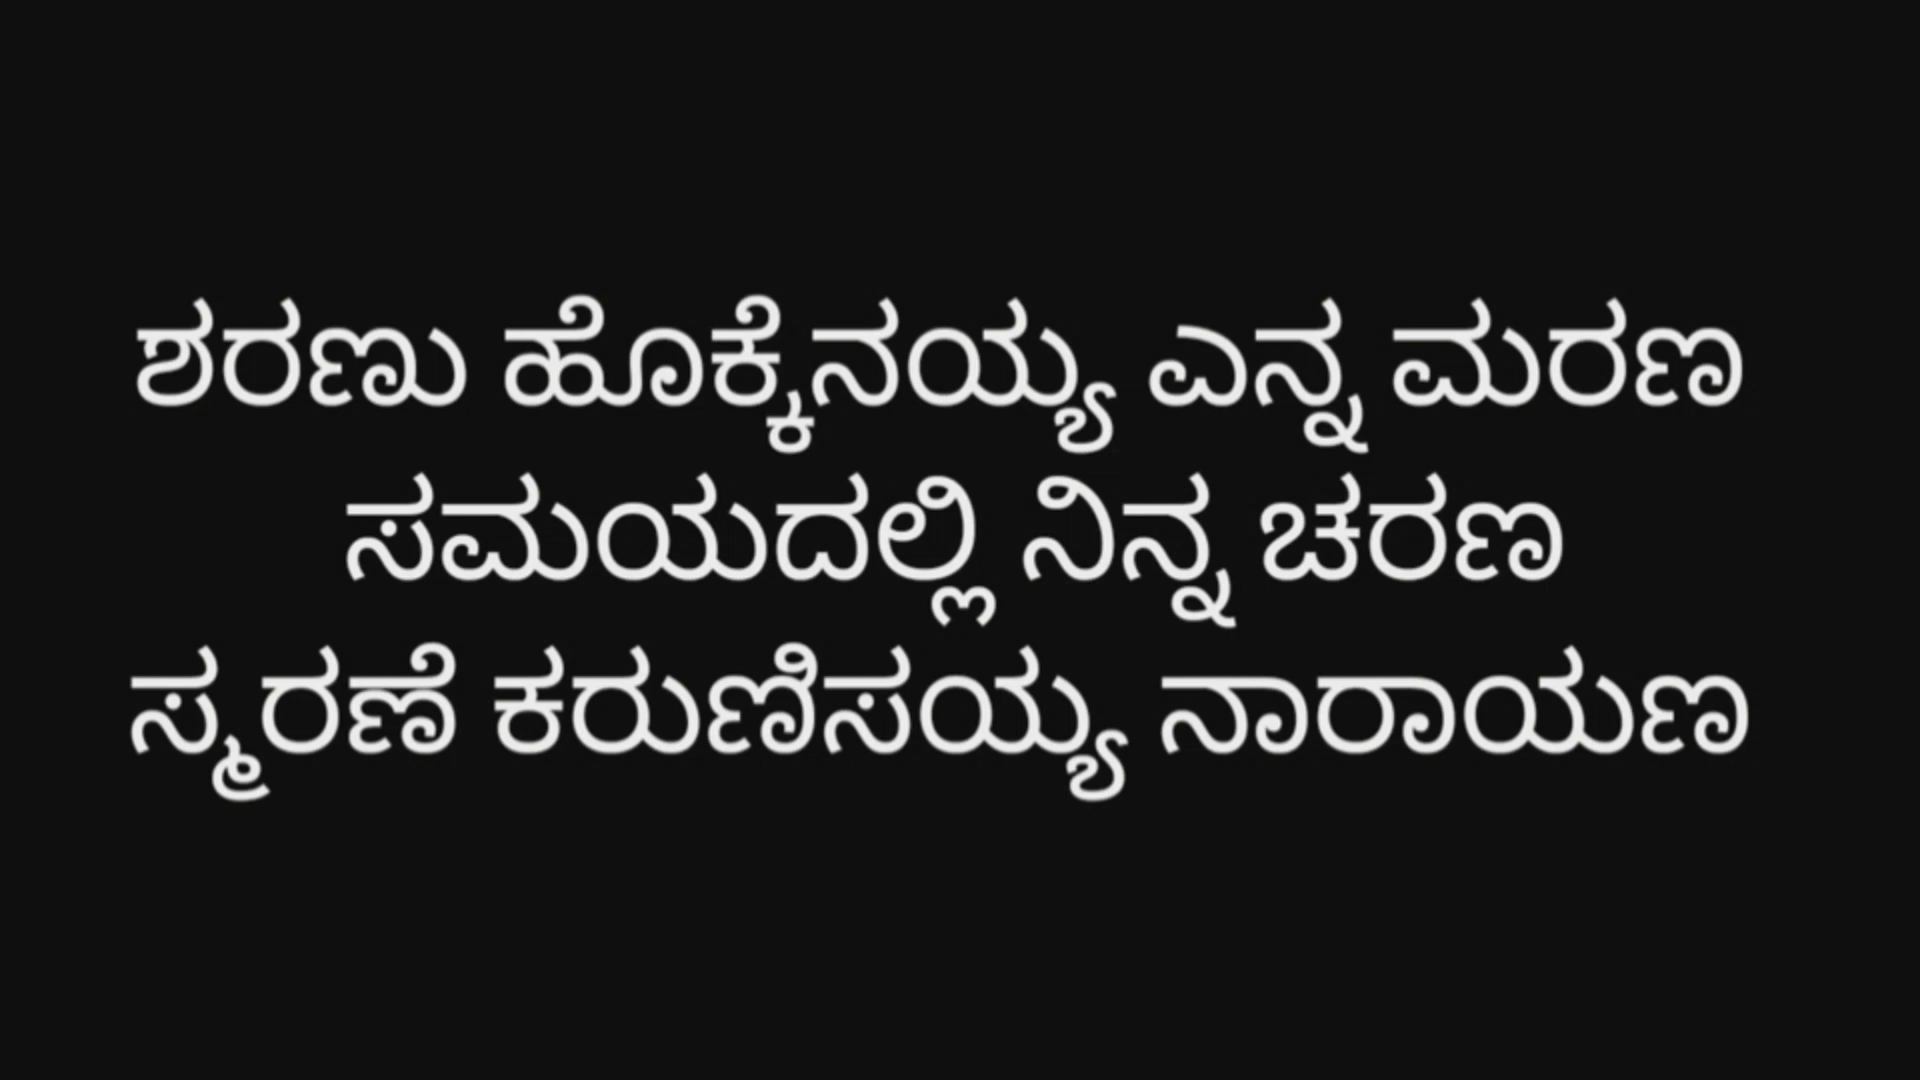 ಶರಣು ಹೊಕ್ಕೆನಯ್ಯ ಎನ್ನ ಮರಣ
ಸಮಯದಲ್ಲಿ ನಿನ್ನ ಚರಣ
ಸ್ಮರಣೆ ಕರುಣಿಸಯ್ಯ ನಾರಾಯಣ